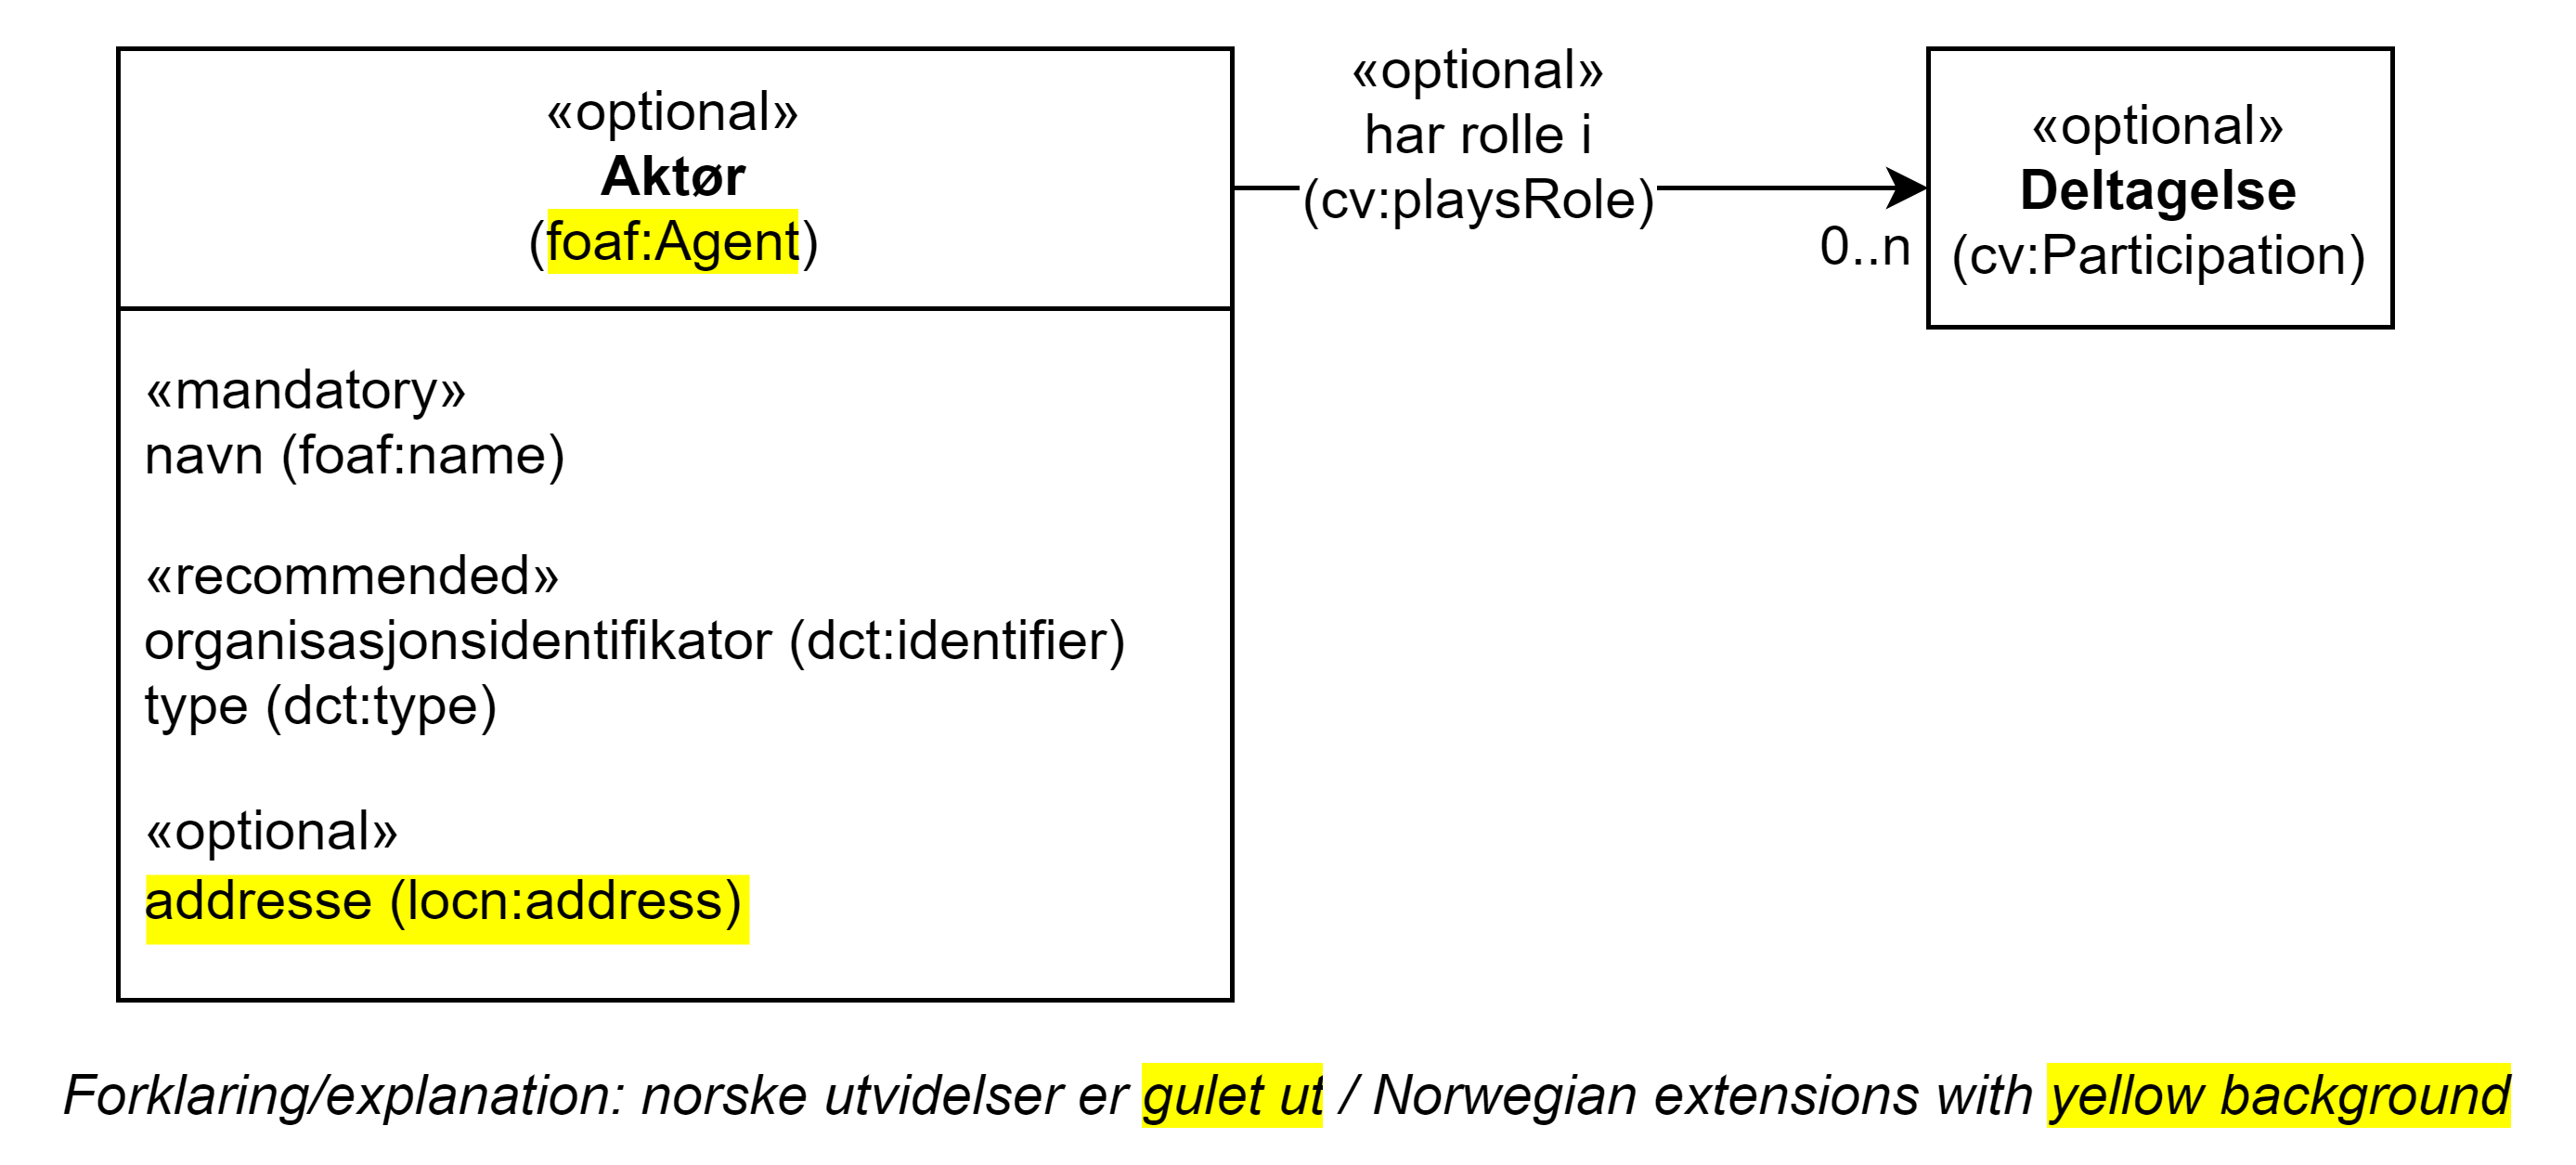 «optional»
Aktør
(foaf:Agent)
«mandatory»
navn (foaf:name)
«recommended»
organisasjonsidentifikator (dct:identifier)
type (dct:type)
«optional»
addresse (locn:address)
«optional»
har rolle i
(cv:playsRole)
0..n
«optional»
Deltagelse
(cv:Participation)
Forklaring/explanation: norske utvidelser er gulet ut / Norwegian extensions with yellow background